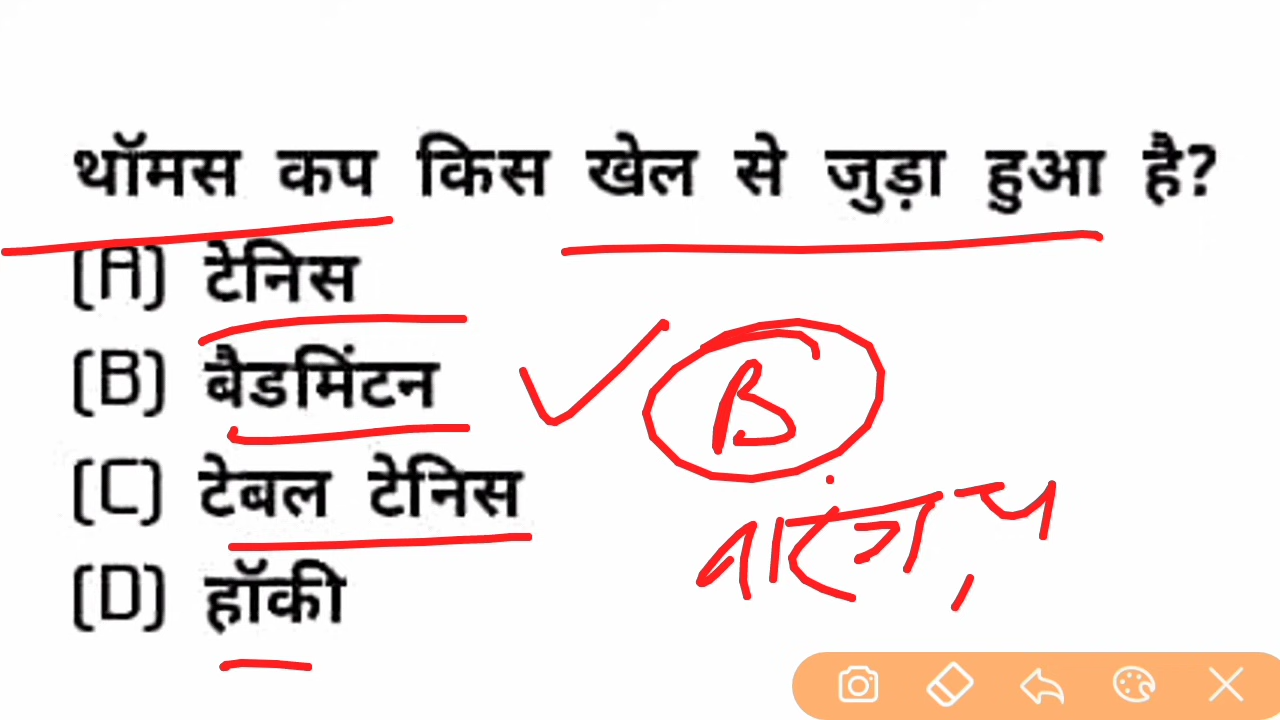 थॉमस कप किस खेल से जुड़ा हुआ है?
(A) टेनिस
(B) बैडमिंटन
B
(C) टेबल टेनिस
(D) हॉकी